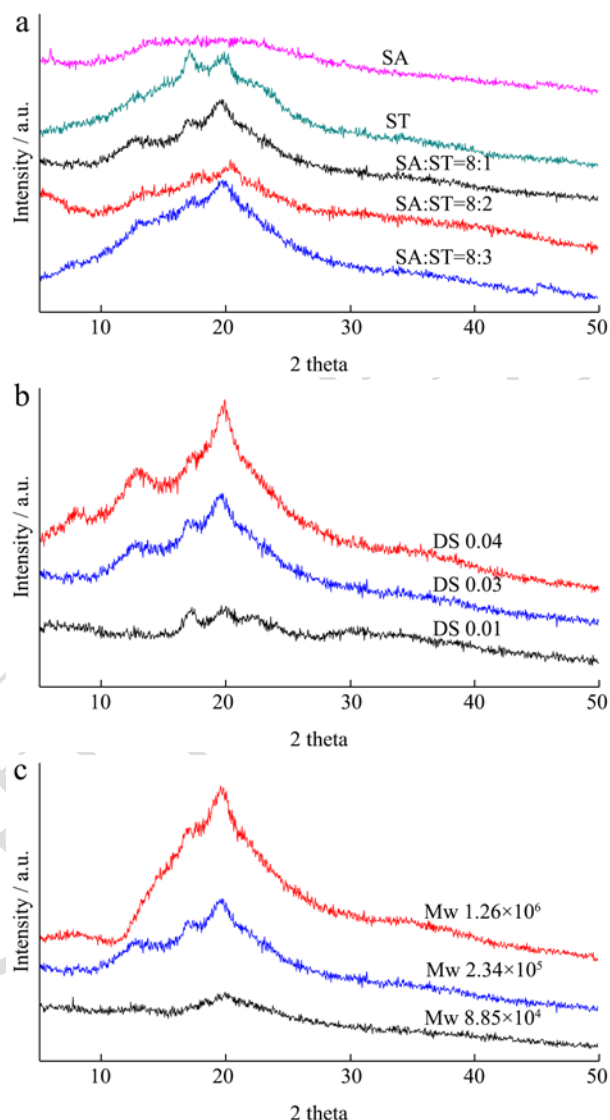 a
Intensity / a.u.
SA
ST
SA:ST=8:1
SA:ST=8:2
SA:ST=8:3
10 20 30 40 50
2 theta
b
Intensity / a.u.
DS 0.04
DS 0.03
DS 0.01
10 20 30 40 50
2 theta
c
Intensity / a.u.
Mw 1.26×10⁶
Mw 2.34×10⁵
Mw 8.85×10⁴
10 20 30 40 50
2 theta